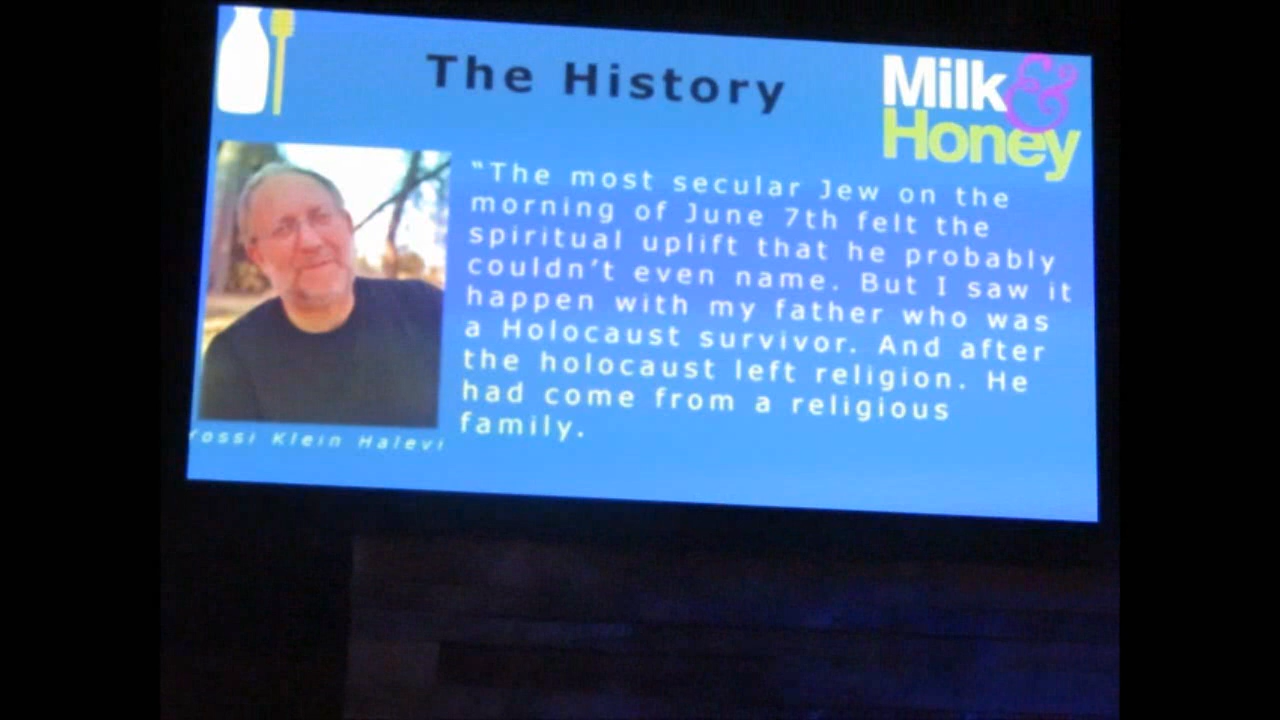 The History
Milk &
Honey
“The most secular Jew on the
morning of June 7th felt the
spiritual uplift that he probably
couldn’t even name. But I saw it
happen with my father who was
a Holocaust survivor. And after
the holocaust left religion. He
had come from a religious
family.
Yossi Klein Halevi